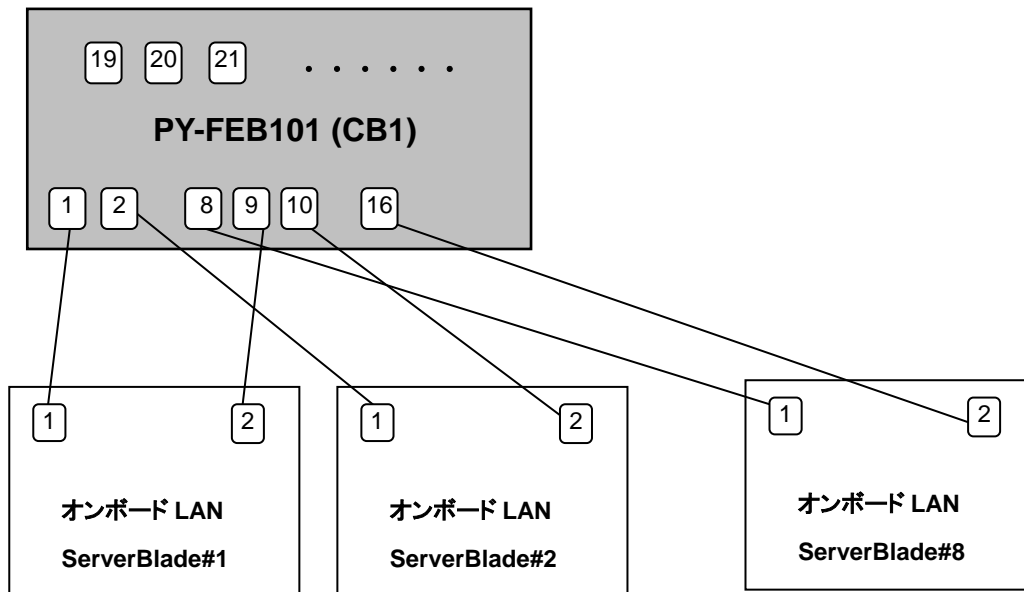 19 20 21 ・・・・・・
PY-FEB101 (CB1)
1 2 8 9 10 16
1 2 1 2 1 2
オンボード LAN
ServerBlade#1
オンボード LAN
ServerBlade#2
オンボード LAN
ServerBlade#8